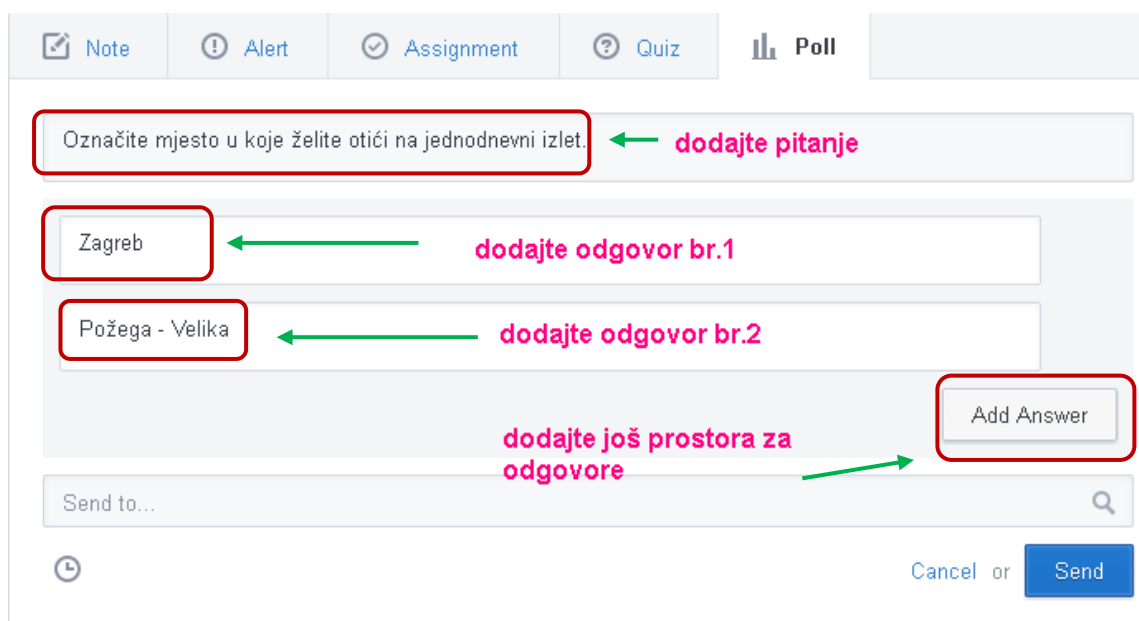 Note Alert Assignment Quiz Poll
Označite mjesto u koje želite otići na jednodnevni izlet. dodajte pitanje
Zagreb dodajte odgovor br.1
Požega - Velika dodajte odgovor br.2
Add Answer
dodajte još prostora za
odgovore
Send to...
Cancel or Send